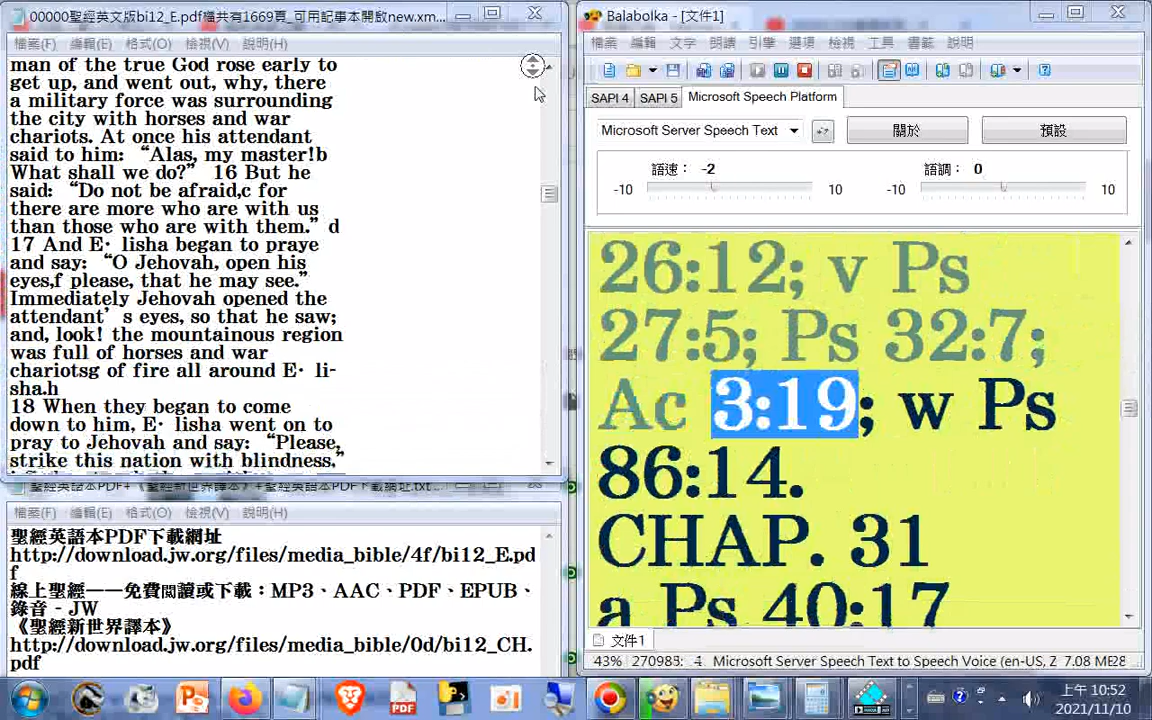 00000聖經英文版bi12_E.pdf檔共有1669頁_可用記事本開啟new.xm...
檔案(F) 編輯(E) 格式(O) 檢視(V) 說明(H)
man of the true God rose early to
get up, and went out, why, there
a military force was surrounding
the city with horses and war
chariots. At once his attendant
said to him: “Alas, my master!b
What shall we do?” 16 But he
said: “Do not be afraid,c for
there are more who are with us
than those who are with them.” d
17 And E· lisha began to praye
and say: “O Jehovah, open his
eyes,f please, that he may see.”
Immediately Jehovah opened the
attendant’ s eyes, so that he saw;
and, look! the mountainous region
was full of horses and war
chariotsg of fire all around E· li-
sha.h
18 When they began to come
down to him, E· lisha went on to
pray to Jehovah and say: “Please,
strike this nation with blindness,”
聖經英語本PDF+《聖經新世界譯本》+聖經英語本PDF下載網址.txt ...
檔案(F) 編輯(E) 格式(O) 檢視(V) 說明(H)
聖經英語本PDF下載網址
http://download.jw.org/files/media_bible/4f/bi12_E.pd
f
線上聖經——免費閱讀或下載：MP3、AAC、PDF、EPUB、
錄音 - JW
《聖經新世界譯本》
http://download.jw.org/files/media_bible/0d/bi12_CH.
pdf
Balabolka - [文件1]
檔案 編輯 文字 朗讀 引擎 選項 檢視 工具 書籤 說明
SAPI 4 SAPI 5 Microsoft Speech Platform
Microsoft Server Speech Text 關於 預設
語速： -2 語調： 0
-10 10 -10 10
26:12; v Ps
27:5; Ps 32:7;
Ac 3:19; w Ps
86:14.
CHAP. 31
a Ps 40:17
文件1
43% 270985: 4 Microsoft Server Speech Text to Speech Voice (en-US, Z 7.08 ME28
上午 10:52
2021/11/10